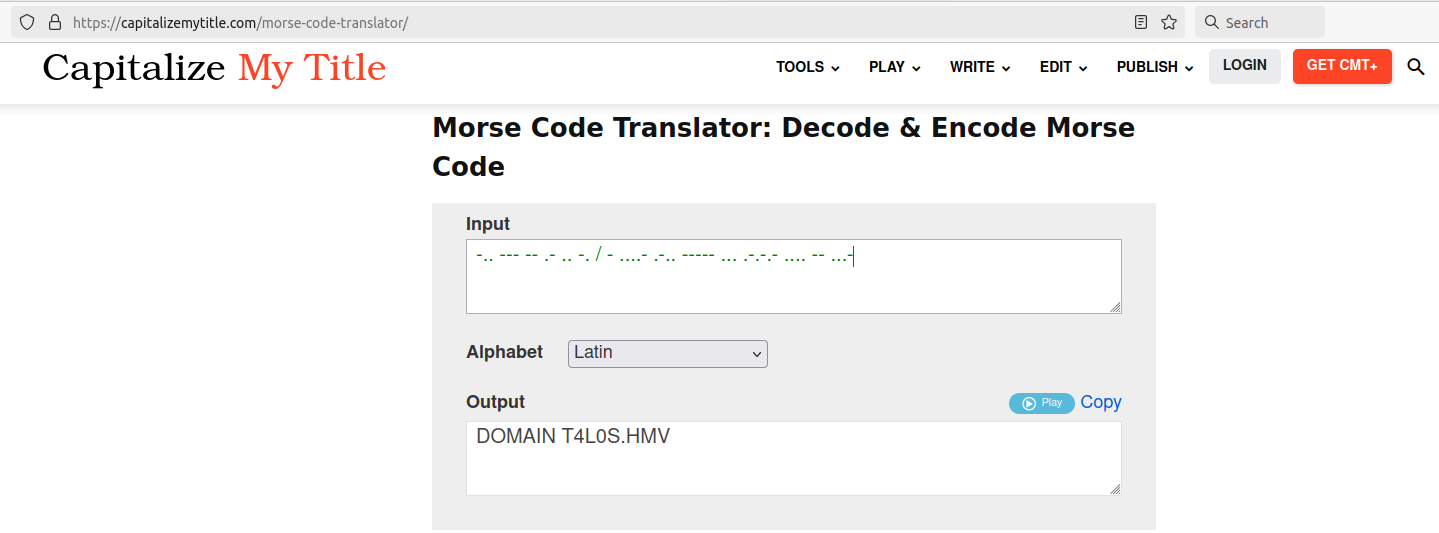 https://capitalizemytitle.com/morse-code-translator/ Search
Capitalize My Title TOOLS PLAY WRITE EDIT PUBLISH LOGIN GET CMT+
Morse Code Translator: Decode & Encode Morse
Code
Input
-.. --- -- .- .. -. / - ....- .-.. ----- ... .-.-.- .... -- ...-
Alphabet Latin
Output Play Copy
DOMAIN T4L0S.HMV